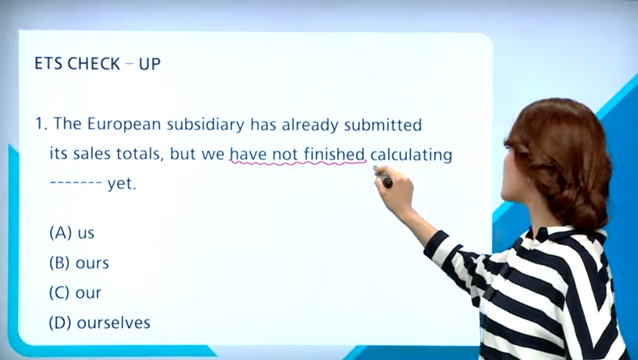 ETS CHECK – UP
1. The European subsidiary has already submitted
its sales totals, but we have not finished calculating
------- yet.
(A) us
(B) ours
(C) our
(D) ourselves